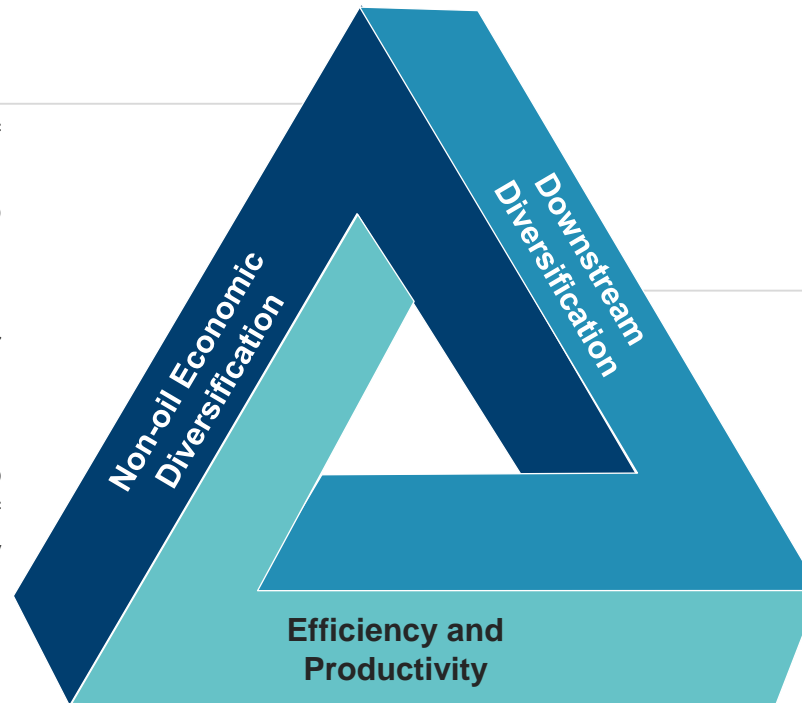 Non-oil Economic
Diversification
Downstream
Diversification
Efficiency and
Productivity